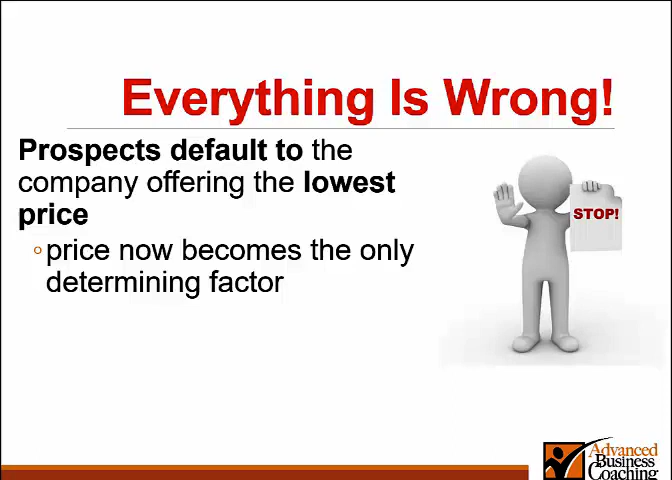 Everything Is Wrong!
Prospects default to the
company offering the lowest
price
price now becomes the only
determining factor
STOP!
Advanced
Business
Coaching